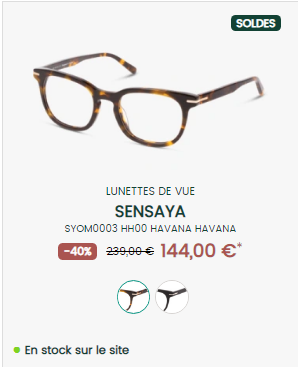 SOLDES
LUNETTES DE VUE
SENSAYA
SYOM0003 HH00 HAVANA HAVANA
-40% 239,00 € 144,00 €*
En stock sur le site